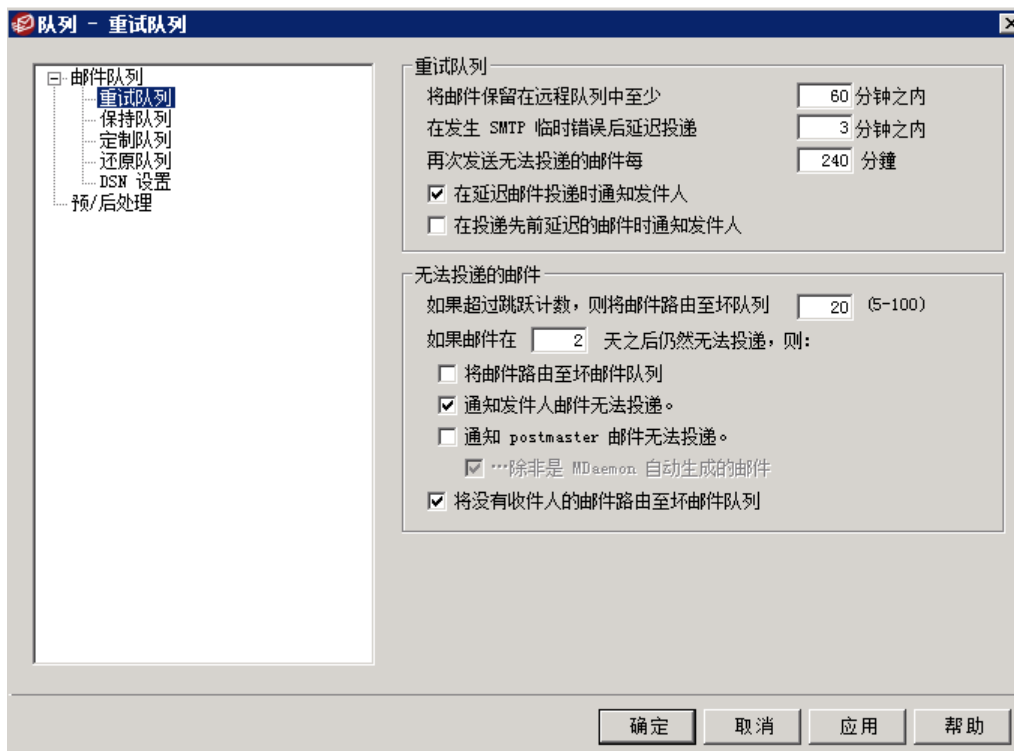 队列 - 重试队列
邮件队列
重试队列
保持队列
定制队列
还原队列
DSN 设置
预/后处理
重试队列
将邮件保留在远程队列中至少 60 分钟之内
在发生 SMTP 临时错误后延迟投递 3 分钟之内
再次发送无法投递的邮件每 240 分鐘
在延迟邮件投递时通知发件人
在投递先前延迟的邮件时通知发件人
无法投递的邮件
如果超过跳跃计数，则将邮件路由至坏队列 20 (5-100)
如果邮件在 2 天之后仍然无法投递，则：
将邮件路由至坏邮件队列
通知发件人邮件无法投递。
通知 postmaster 邮件无法投递。
…除非是 MDaemon 自动生成的邮件
将没有收件人的邮件路由至坏邮件队列
确定 取消 应用 帮助